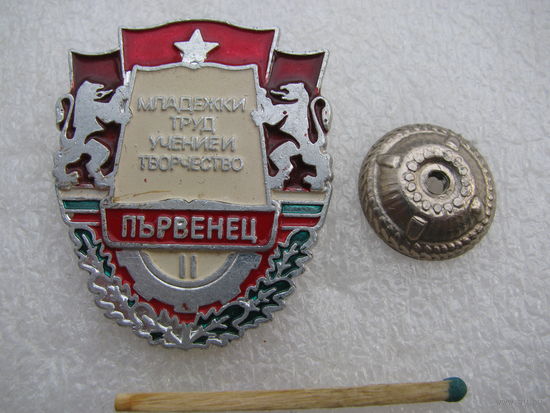 МЛАДЕЖКИ
ТРУД
УЧЕНИЕ И
ТВОРЧЕСТВО
ПЪРВЕНЕЦ
II